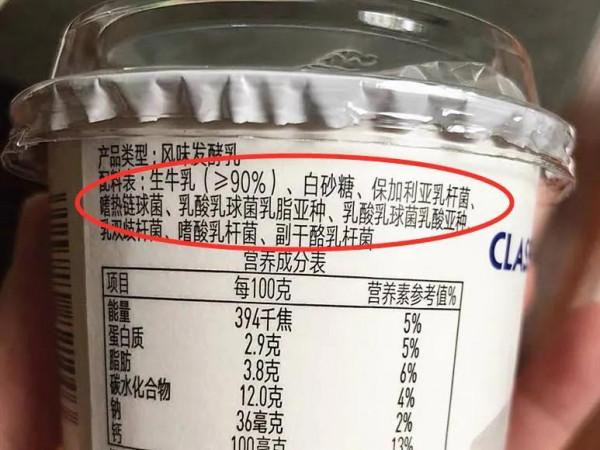 产品类型：风味发酵乳
配料表：生牛乳（≥90%）、白砂糖、保加利亚乳杆菌、
嗜热链球菌、乳酸乳球菌乳脂亚种、乳酸乳球菌乳酸亚种、
乳双歧杆菌、嗜酸乳杆菌、副干酪乳杆菌
营养成分表
项目 每100克 营养素参考值%
能量 394千焦 5%
蛋白质 2.9克 5%
脂肪 3.8克 6%
碳水化合物 12.0克 4%
钠 36毫克 2%
钙 100毫克 13%
CLAS